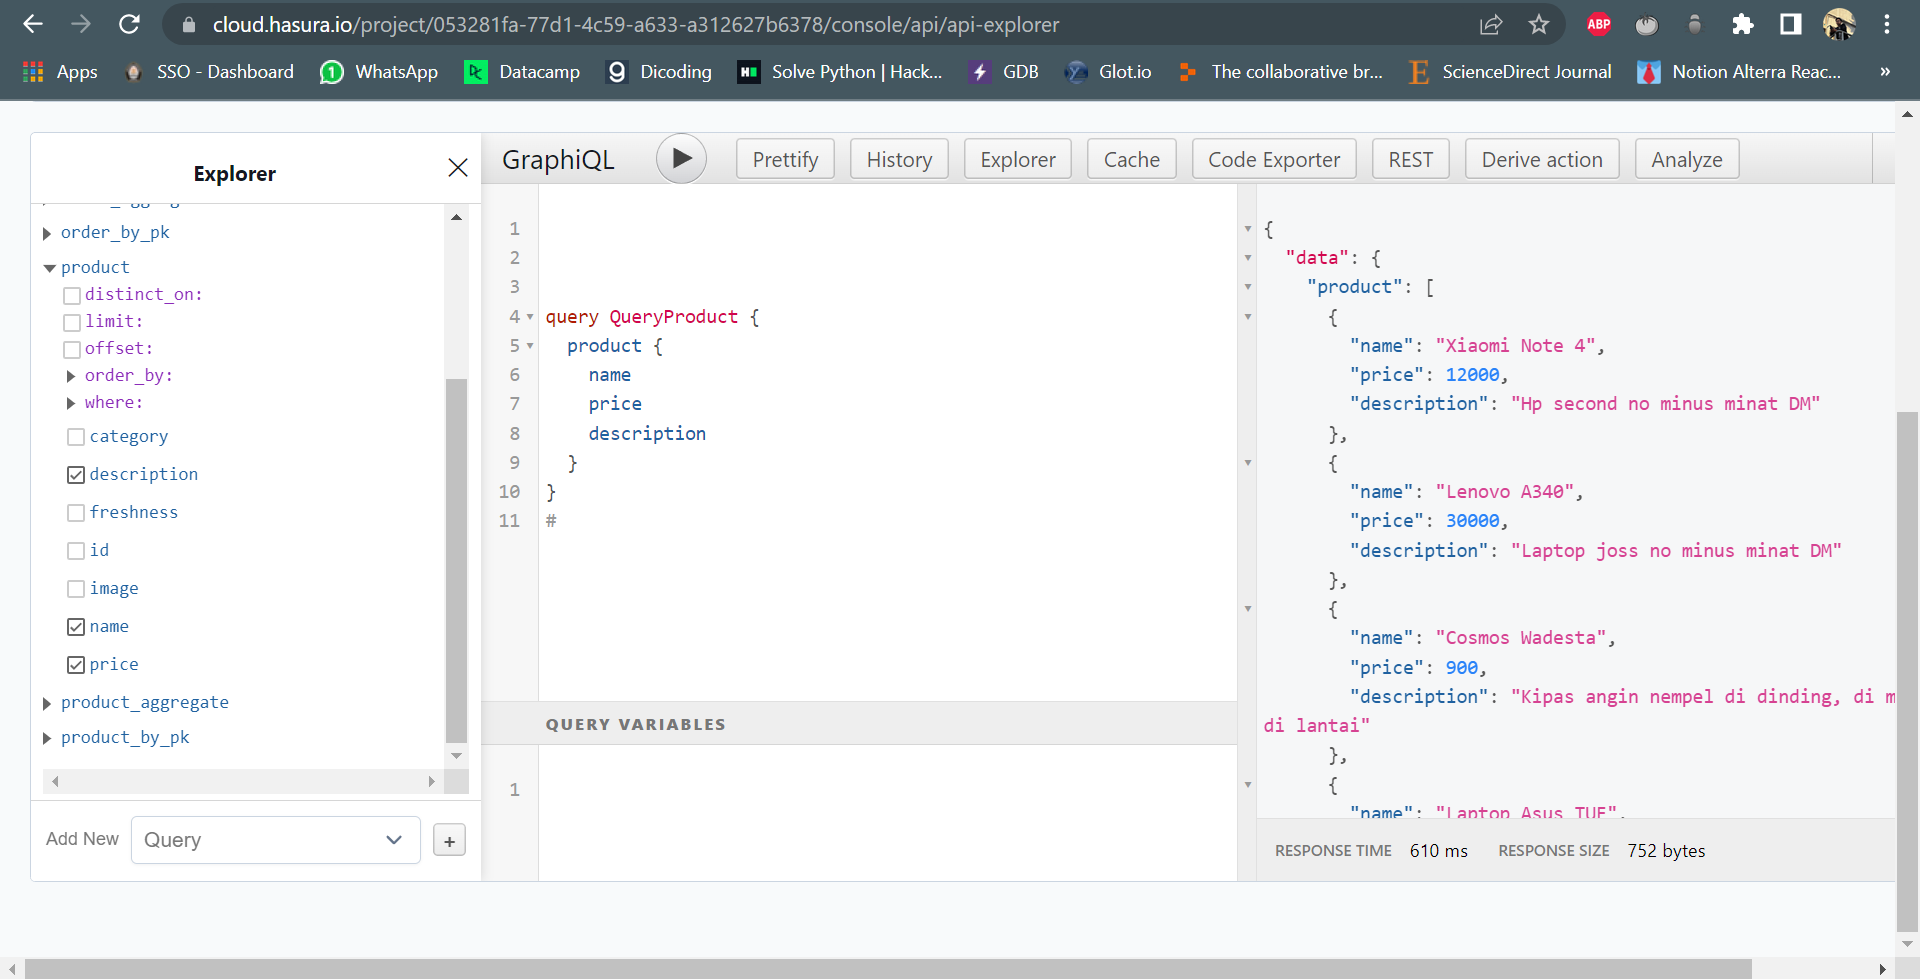 cloud.hasura.io/project/053281fa-77d1-4c59-a633-a312627b6378/console/api/api-explorer
ABP
Apps SSO - Dashboard WhatsApp Datacamp Dicoding Solve Python | Hack... GDB Glot.io The collaborative br... ScienceDirect Journal Notion Alterra Reac... »
Explorer
order_by_pk
product
distinct_on:
limit:
offset:
order_by:
where:
category
description
freshness
id
image
name
price
product_aggregate
product_by_pk
Add New Query +
GraphiQL Prettify History Explorer Cache Code Exporter REST Derive action Analyze
1
2
3
4 query QueryProduct {
5 product {
6 name
7 price
8 description
9 }
10 }
11 #
QUERY VARIABLES
1
{
"data": {
"product": [
{
"name": "Xiaomi Note 4",
"price": 12000,
"description": "Hp second no minus minat DM"
},
{
"name": "Lenovo A340",
"price": 30000,
"description": "Laptop joss no minus minat DM"
},
{
"name": "Cosmos Wadesta",
"price": 900,
"description": "Kipas angin nempel di dinding, di m
di lantai"
},
{
"name": "Laptop Asus TUF",
RESPONSE TIME 610 ms RESPONSE SIZE 752 bytes